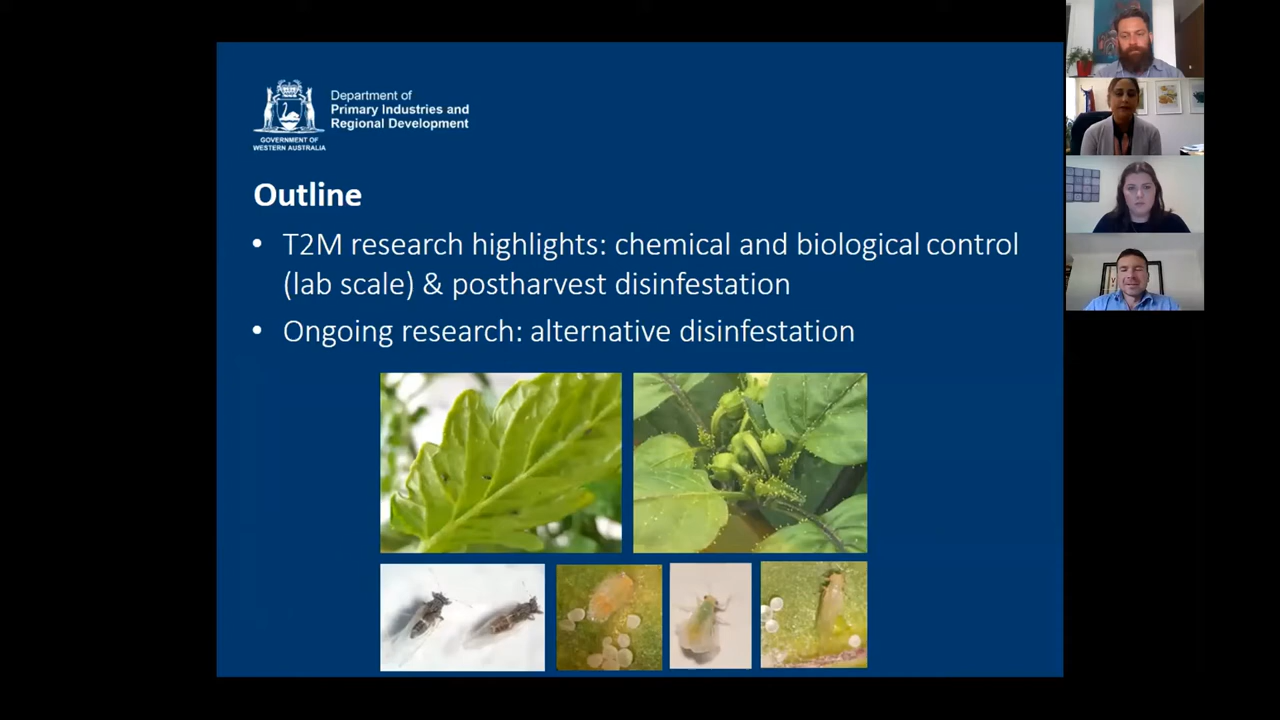 Department of
Primary Industries and
Regional Development
GOVERNMENT OF
WESTERN AUSTRALIA
Outline
• T2M research highlights: chemical and biological control
(lab scale) & postharvest disinfestation
• Ongoing research: alternative disinfestation